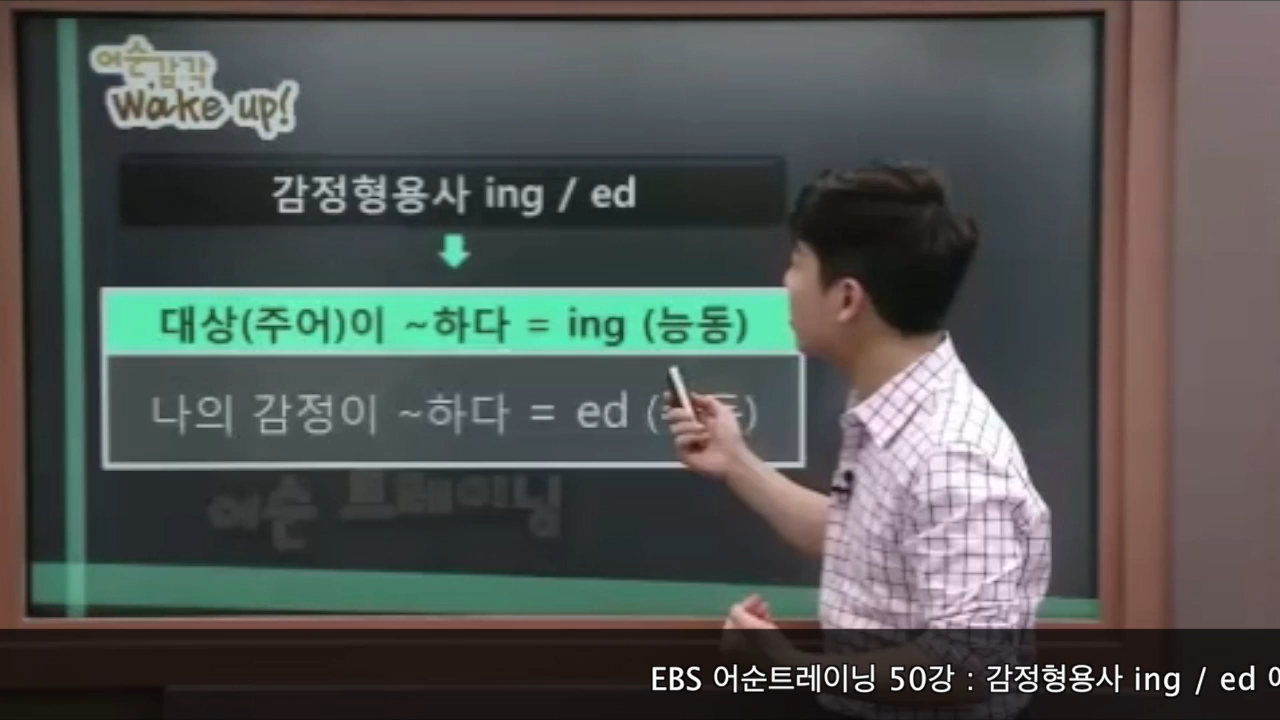 어순감각
Wake up!
감정형용사 ing / ed
대상(주어)이 ~하다 = ing (능동)
나의 감정이 ~하다 = ed (
어순 트레이닝
EBS 어순트레이닝 50강 : 감정형용사 ing / ed